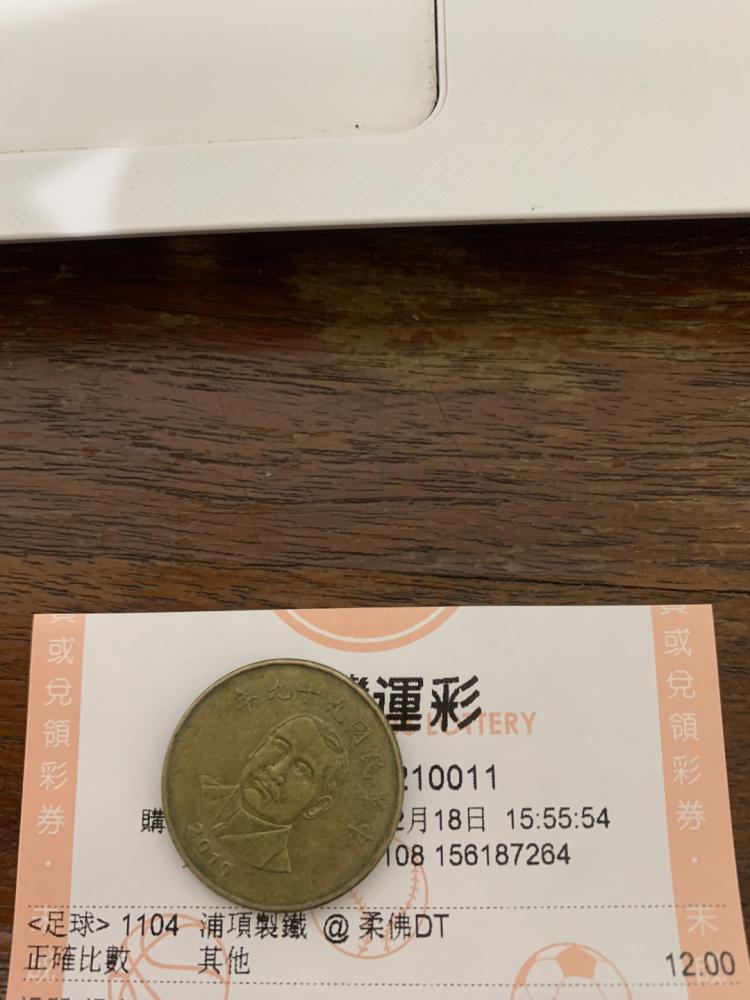 運彩
LOTTERY
210011
購 2月18日 15:55:54
108 156187264
<足球> 1104 浦項製鐵 @ 柔佛DT
正確比數 其他 12.00
或兌領彩券・未
或兌領彩券・未
中華民國九十九年
2010